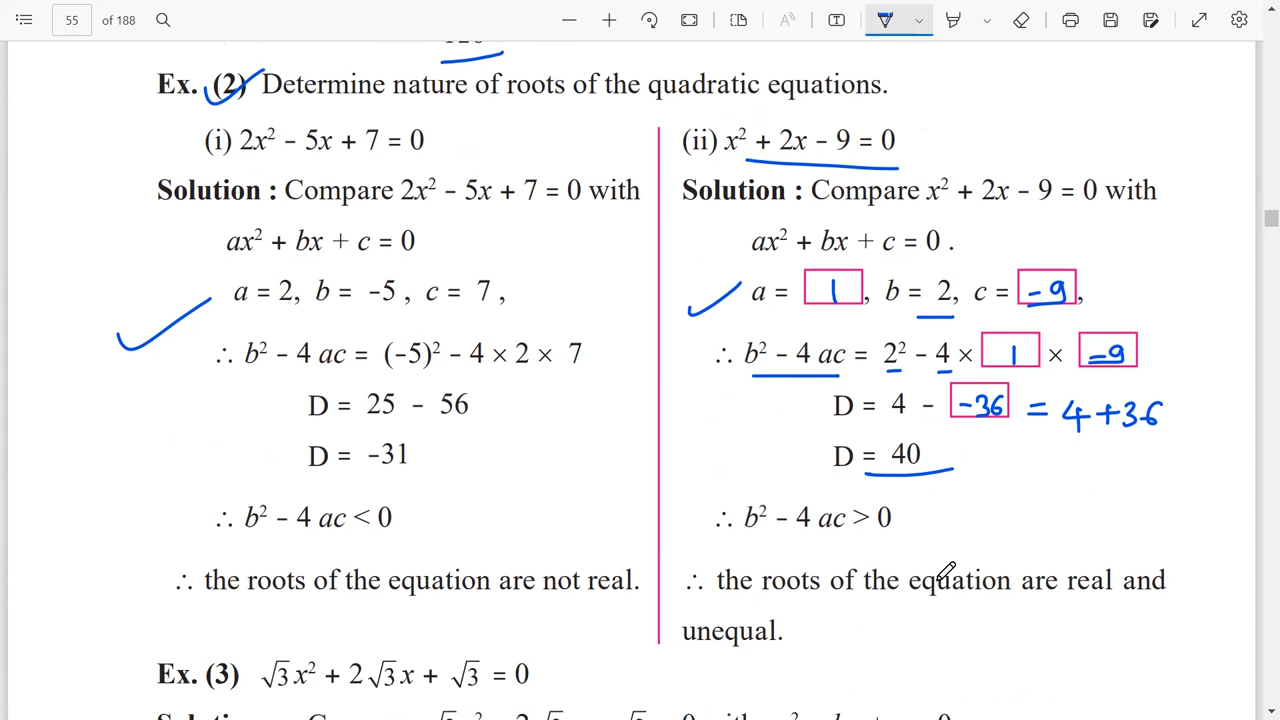 55 of 188
Ex. (2) Determine nature of roots of the quadratic equations.
(i) 2x² - 5x + 7 = 0
Solution : Compare 2x² - 5x + 7 = 0 with
ax² + bx + c = 0
a = 2, b = -5 , c = 7 ,
∴ b² - 4 ac = (-5)² - 4 × 2 × 7
D = 25 - 56
D = -31
∴ b² - 4 ac < 0
∴ the roots of the equation are not real.
(ii) x² + 2x - 9 = 0
Solution : Compare x² + 2x - 9 = 0 with
ax² + bx + c = 0 .
a = 1 , b = 2, c = -9 ,
∴ b² - 4 ac = 2² - 4 × 1 × -9
D = 4 - -36 = 4+36
D = 40
∴ b² - 4 ac > 0
∴ the roots of the equation are real and
unequal.
Ex. (3) √3 x² + 2√3 x + √3 = 0